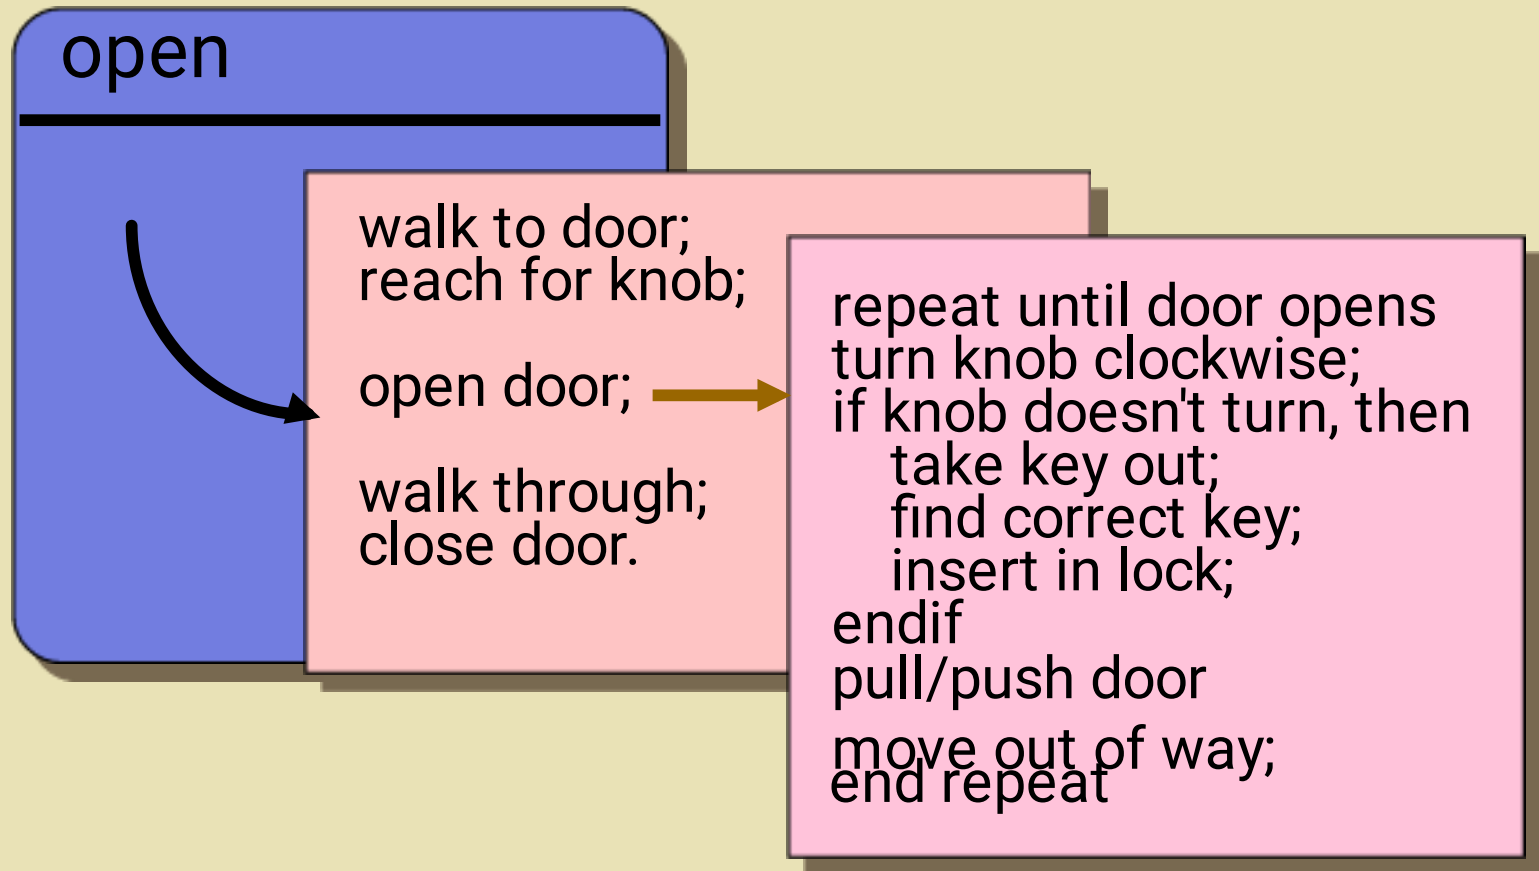 open
walk to door;
reach for knob;
open door;
walk through;
close door.
repeat until door opens
turn knob clockwise;
if knob doesn't turn, then
take key out;
find correct key;
insert in lock;
endif
pull/push door
move out of way;
end repeat